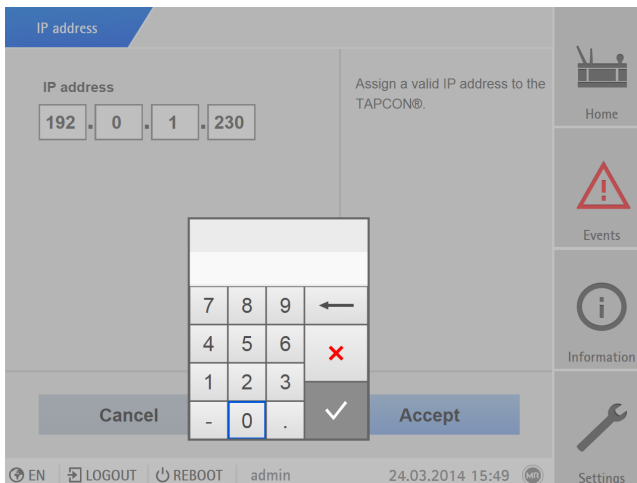 IP address
IP address
192 . 0 . 1 . 230
Assign a valid IP address to the
TAPCON®.
Home
Events
Information
Settings
7 8 9
4 5 6
1 2 3
- 0 .
Cancel
Accept
EN LOGOUT REBOOT admin 24.03.2014 15:49 MR